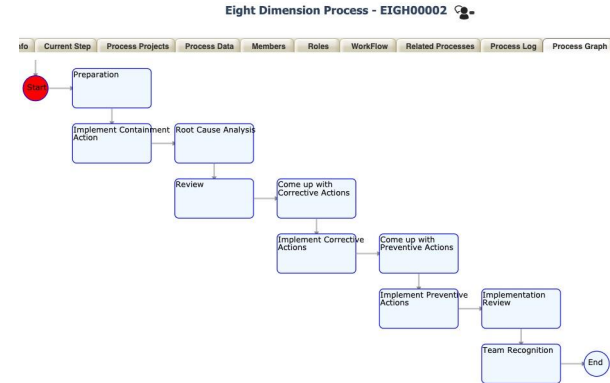 Eight Dimension Process - EIGH00002
nfo Current Step Process Projects Process Data Members Roles WorkFlow Related Processes Process Log Process Graph
Start
Preparation
Implement Containment
Action
Root Cause Analysis
Review
Come up with
Corrective Actions
Implement Corrective
Actions
Come up with
Preventive Actions
Implement Preventive
Actions
Implementation
Review
Team Recognition
End